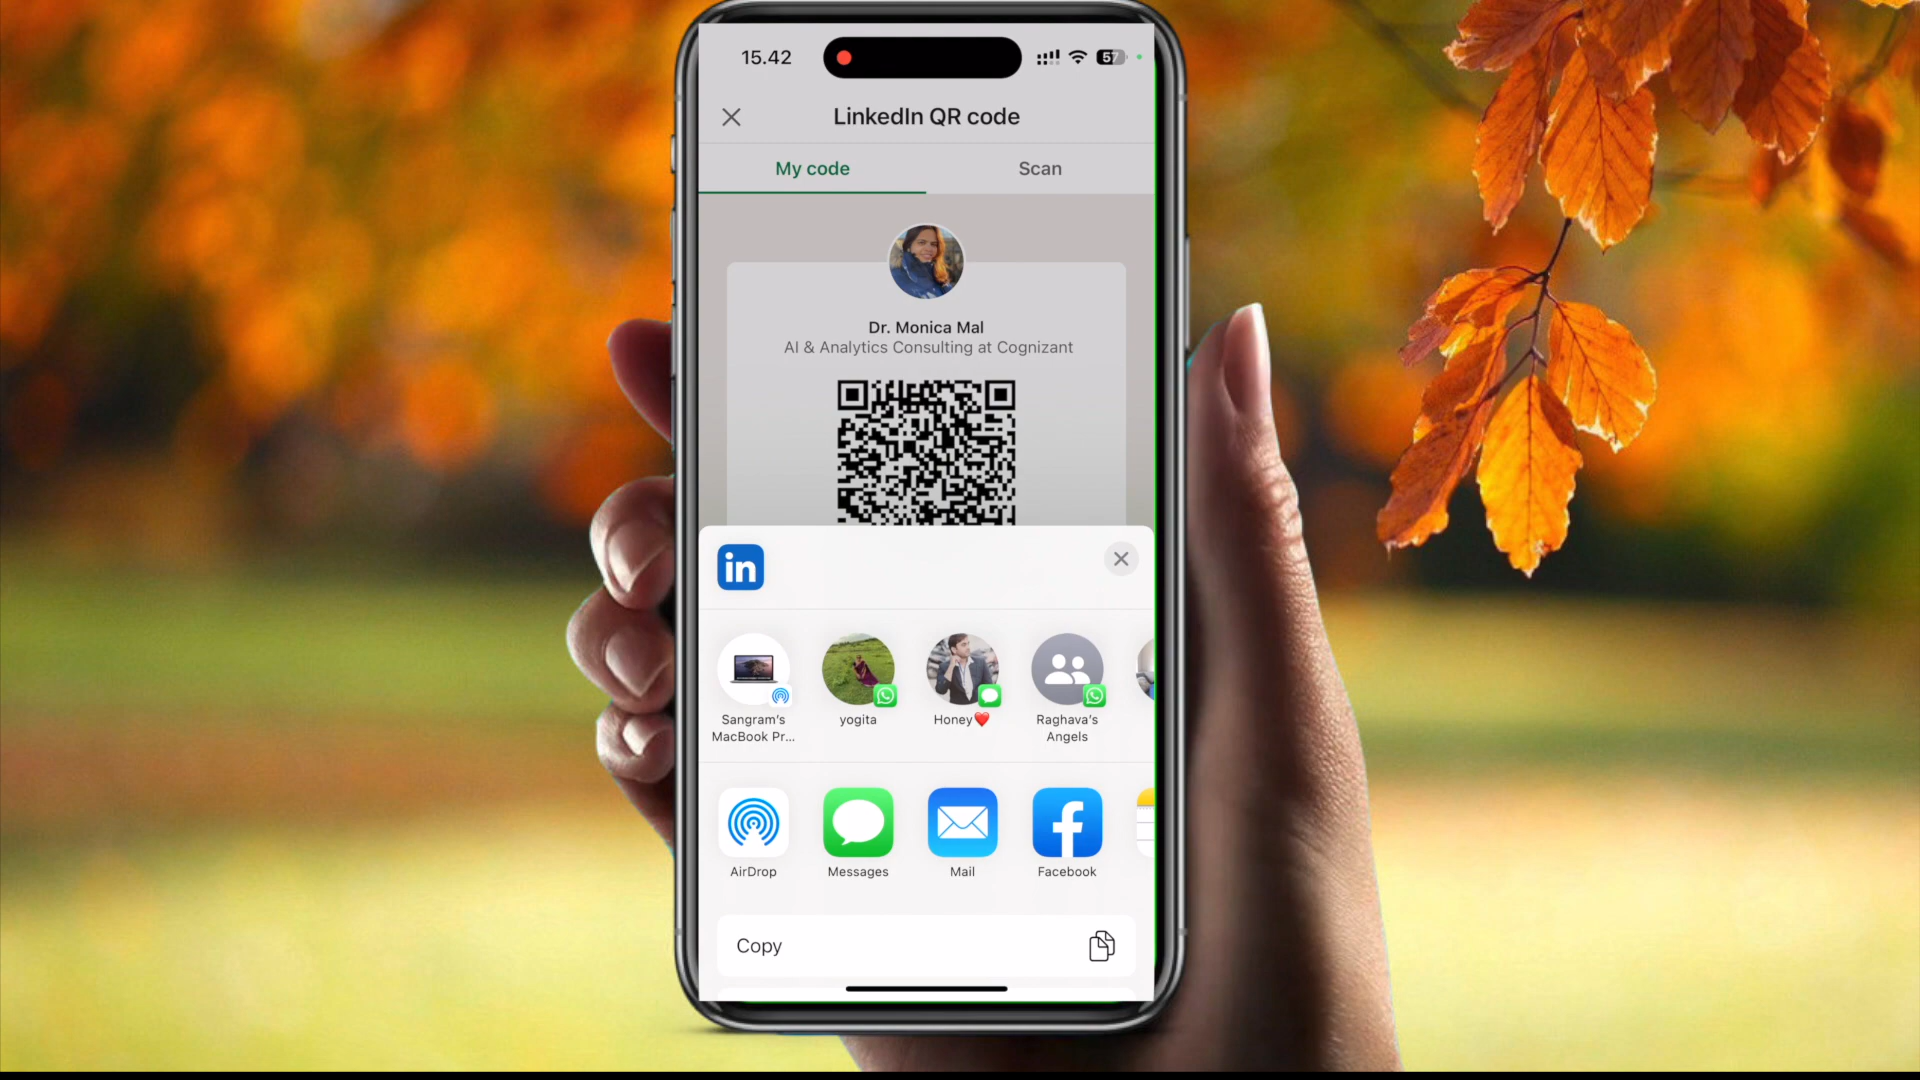 15.42
57
LinkedIn QR code
My code
Scan
Dr. Monica Mal
AI & Analytics Consulting at Cognizant
in
Sangram's
MacBook Pr...
yogita
Honey❤️
Raghava's
Angels
AirDrop
Messages
Mail
Facebook
Copy